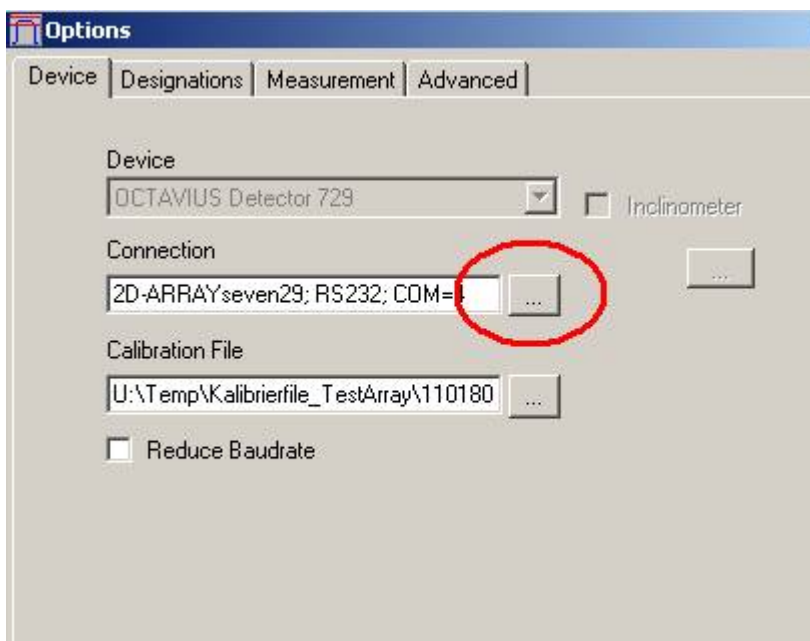 Options
Device Designations Measurement Advanced
Device
OCTAVIUS Detector 729
Inclinometer
Connection
2D-ARRAYseven29; RS232; COM=4
...
...
Calibration File
U:\Temp\Kalibrierfile_TestArray\110180
...
Reduce Baudrate